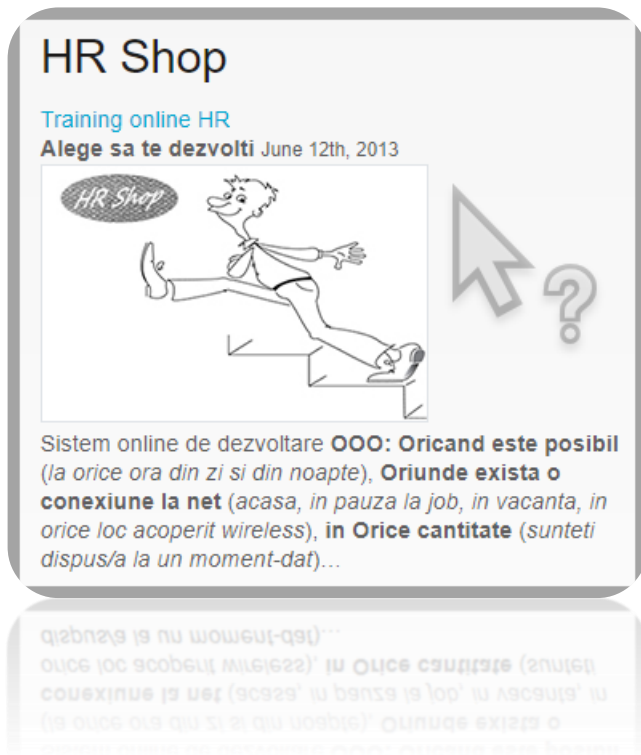 HR Shop
Training online HR
Alege sa te dezvolti June 12th, 2013
HR Shop
Sistem online de dezvoltare OOO: Oricand este posibil
(la orice ora din zi si din noapte), Oriunde exista o
conexiune la net (acasa, in pauza la job, in vacanta, in
orice loc acoperit wireless), in Orice cantitate (sunteti
dispus/a la un moment-dat)…